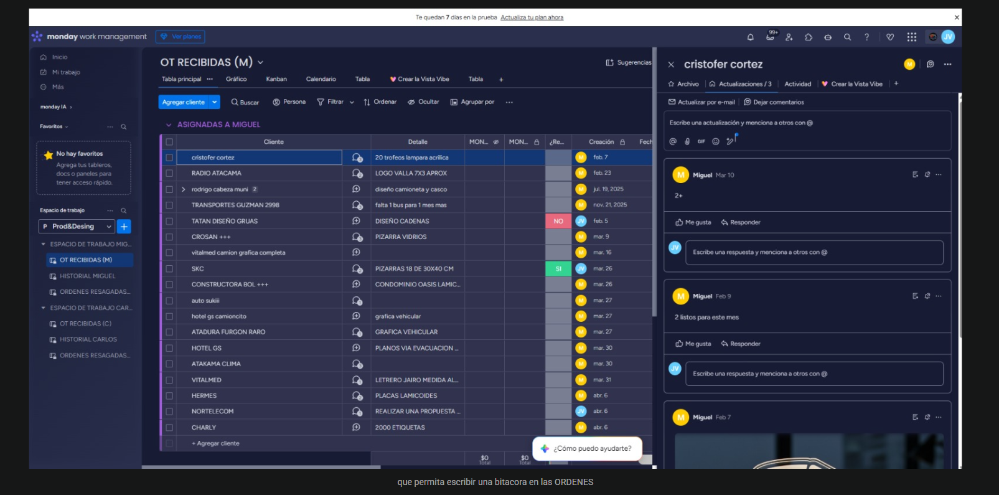 Te quedan 7 días en la prueba Actualiza tu plan ahora
monday work management
Ver planes
99+
JV
Inicio
Mi trabajo
Más
monday IA
Favoritos
No hay favoritos
Agrega tus tableros,
docs o paneles para
tener acceso rápido.
Espacio de trabajo
P Prod&Desing
ESPACIO DE TRABAJO MIG...
OT RECIBIDAS (M)
HISTORIAL MIGUEL
ORDENES RESAGADAS...
ESPACIO DE TRABAJO CAR...
OT RECIBIDAS (C)
HISTORIAL CARLOS
ORDENES RESAGADAS...
OT RECIBIDAS (M)
Sugerencias
Tabla principal Gráfico Kanban Calendario Tabla Crear la Vista Vibe Tabla +
Agregar cliente Buscar Persona Filtrar Ordenar Ocultar Agrupar por
ASIGNADAS A MIGUEL
Cliente Detalle MON... MON... ¿Re... Creación Fech
cristofer cortez 20 trofeos lampara acrilica M feb. 7
RADIO ATACAMA LOGO VALLA 7X3 APROX M feb. 23
rodrigo cabeza muni 2 diseño camioneta y casco M jul. 19, 2025
TRANSPORTES GUZMAN 2998 falta 1 bus para 1 mes mas M nov. 21, 2025
TATAN DISEÑO GRUAS DISEÑO CADENAS NO JV feb. 5
CROSAN +++ PIZARRA VIDRIOS M mar. 9
vitalmed camion grafica completa M mar. 16
SKC PIZARRAS 18 DE 30X40 CM SI JV mar. 26
CONSTRUCTORA BOL +++ CONDOMINIO OASIS LAMIC... M mar. 26
auto sukiii M mar. 27
hotel gs camioncito grafica vehicular M mar. 27
ATADURA FURGON RARO GRAFICA VEHICULAR M mar. 27
HOTEL GS PLANOS VIA EVACUACION ... M mar. 30
ATAKAMA CLIMA M mar. 30
VITALMED LETRERO JAIRO MEDIDA AL... M mar. 31
HERMES PLACAS LAMICOIDES M abr. 6
NORTELECOM REALIZAR UNA PROPUESTA ... JV abr. 6
CHARLY 2000 ETIQUETAS M abr. 6
+ Agregar cliente
$0 $0
Total Total
¿Cómo puedo ayudarte?
cristofer cortez
M
Archivo Actualizaciones / 3 Actividad Crear la Vista Vibe +
Actualizar por e-mail Dejar comentarios
Escribe una actualización y menciona a otros con @
GIF
M Miguel Mar 10
2+
Me gusta Responder
JV Escribe una respuesta y menciona a otros con @
M Miguel Feb 9
2 listos para este mes
Me gusta Responder
JV Escribe una respuesta y menciona a otros con @
M Miguel Feb 7
que permita escribir una bitacora en las ORDENES